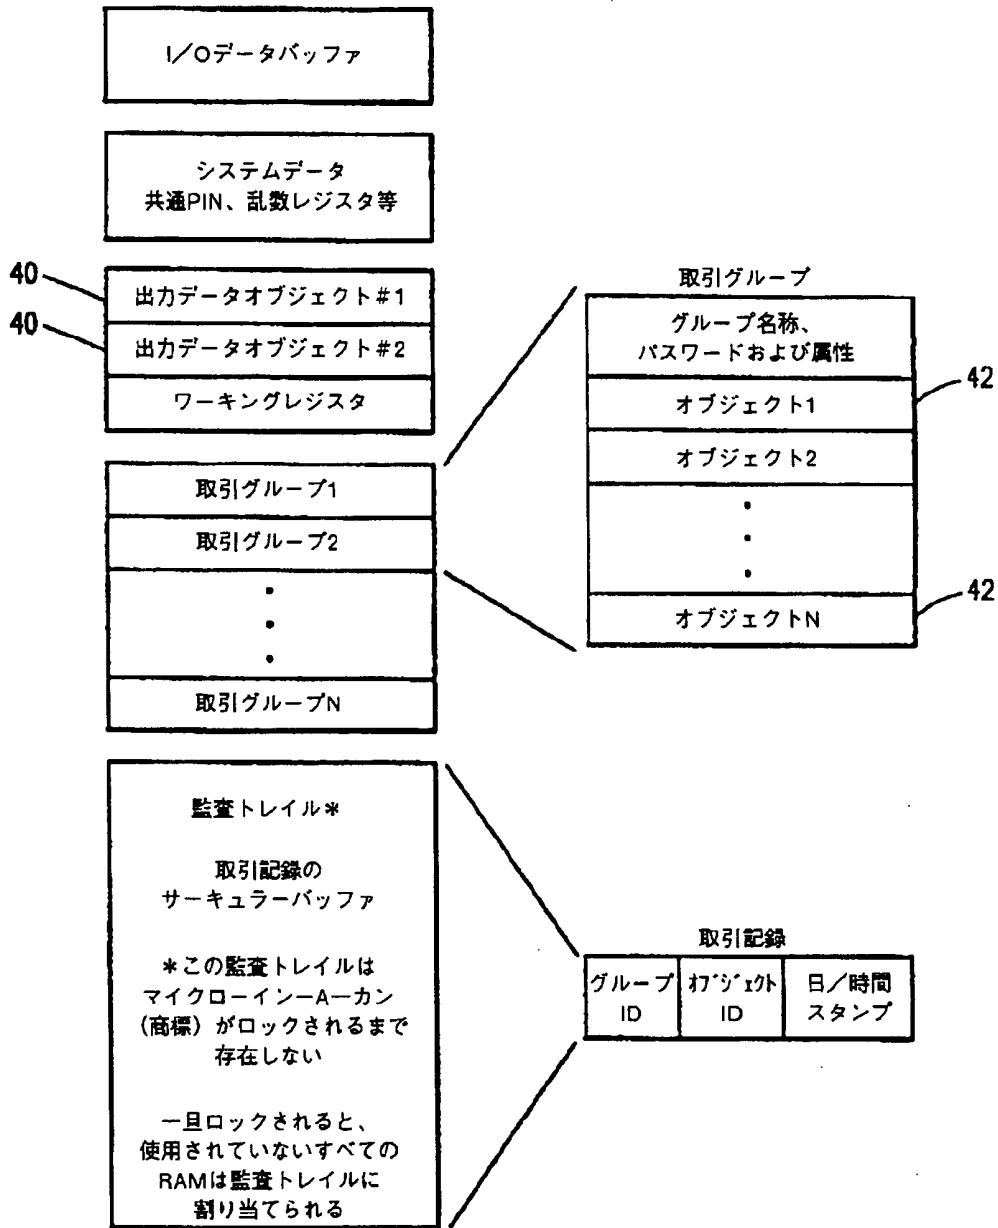 I／Oデータバッファ
システムデータ
共通PIN、乱数レジスタ等
40
出力データオブジェクト#1
40
出力データオブジェクト#2
ワーキングレジスタ
取引グループ1
取引グループ2
取引グループN
取引グループ
グループ名称、
パスワードおよび属性
42
オブジェクト1
オブジェクト2
42
オブジェクトN
監査トレイル＊
取引記録の
サーキュラーバッファ
＊この監査トレイルは
マイクローインーAーカン
(商標) がロックされるまで
存在しない
一旦ロックされると、
使用されていないすべての
RAMは監査トレイルに
割り当てられる
取引記録
グループ
ID
ｵﾌﾞｼﾞｪｸﾄ
ID
日／時間
スタンプ